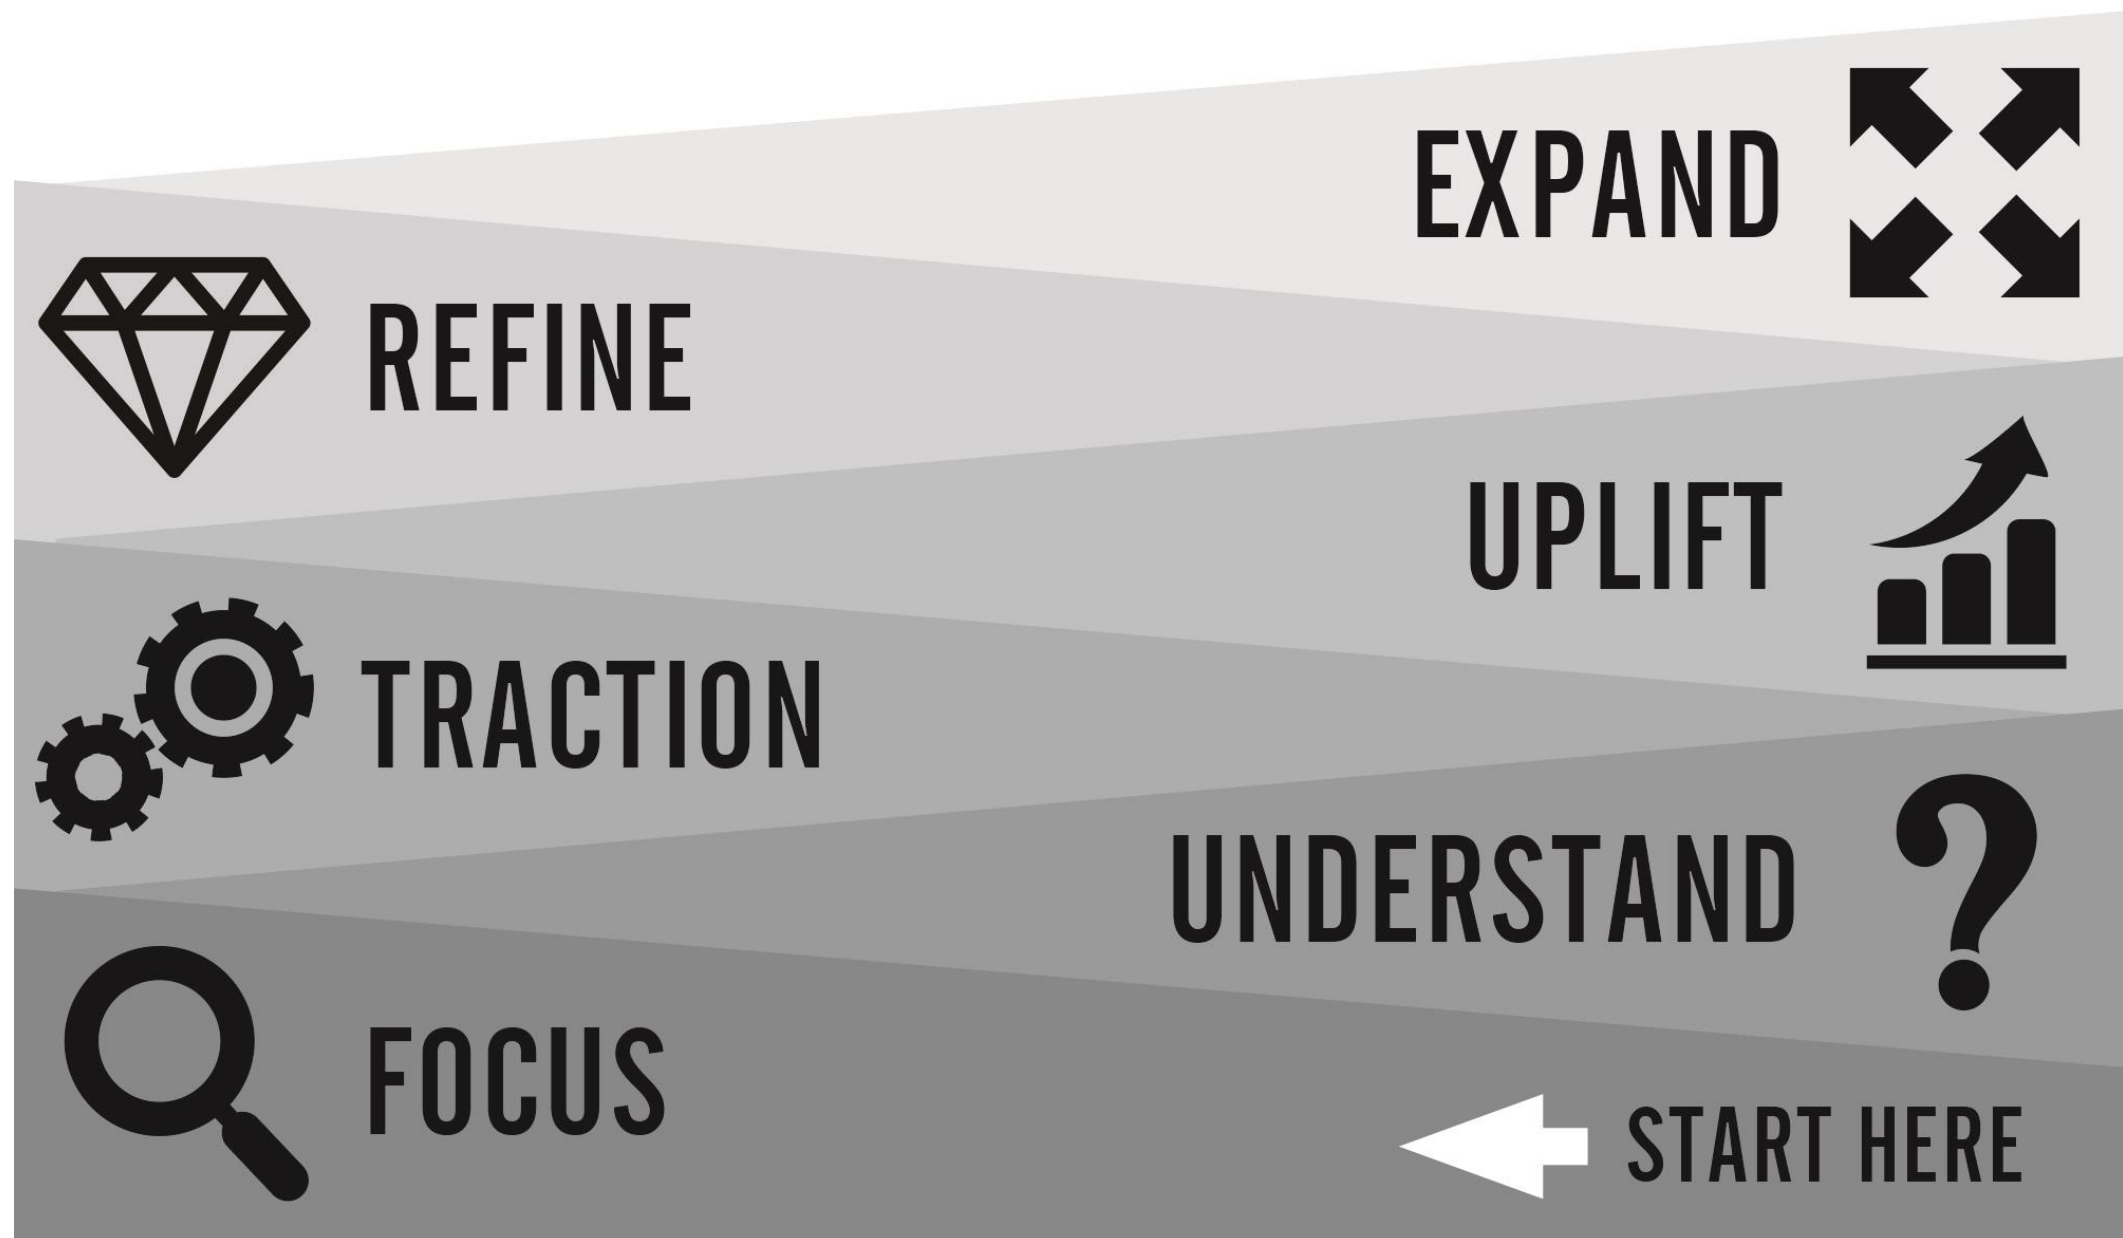 EXPAND
REFINE
UPLIFT
TRACTION
UNDERSTAND
FOCUS
START HERE